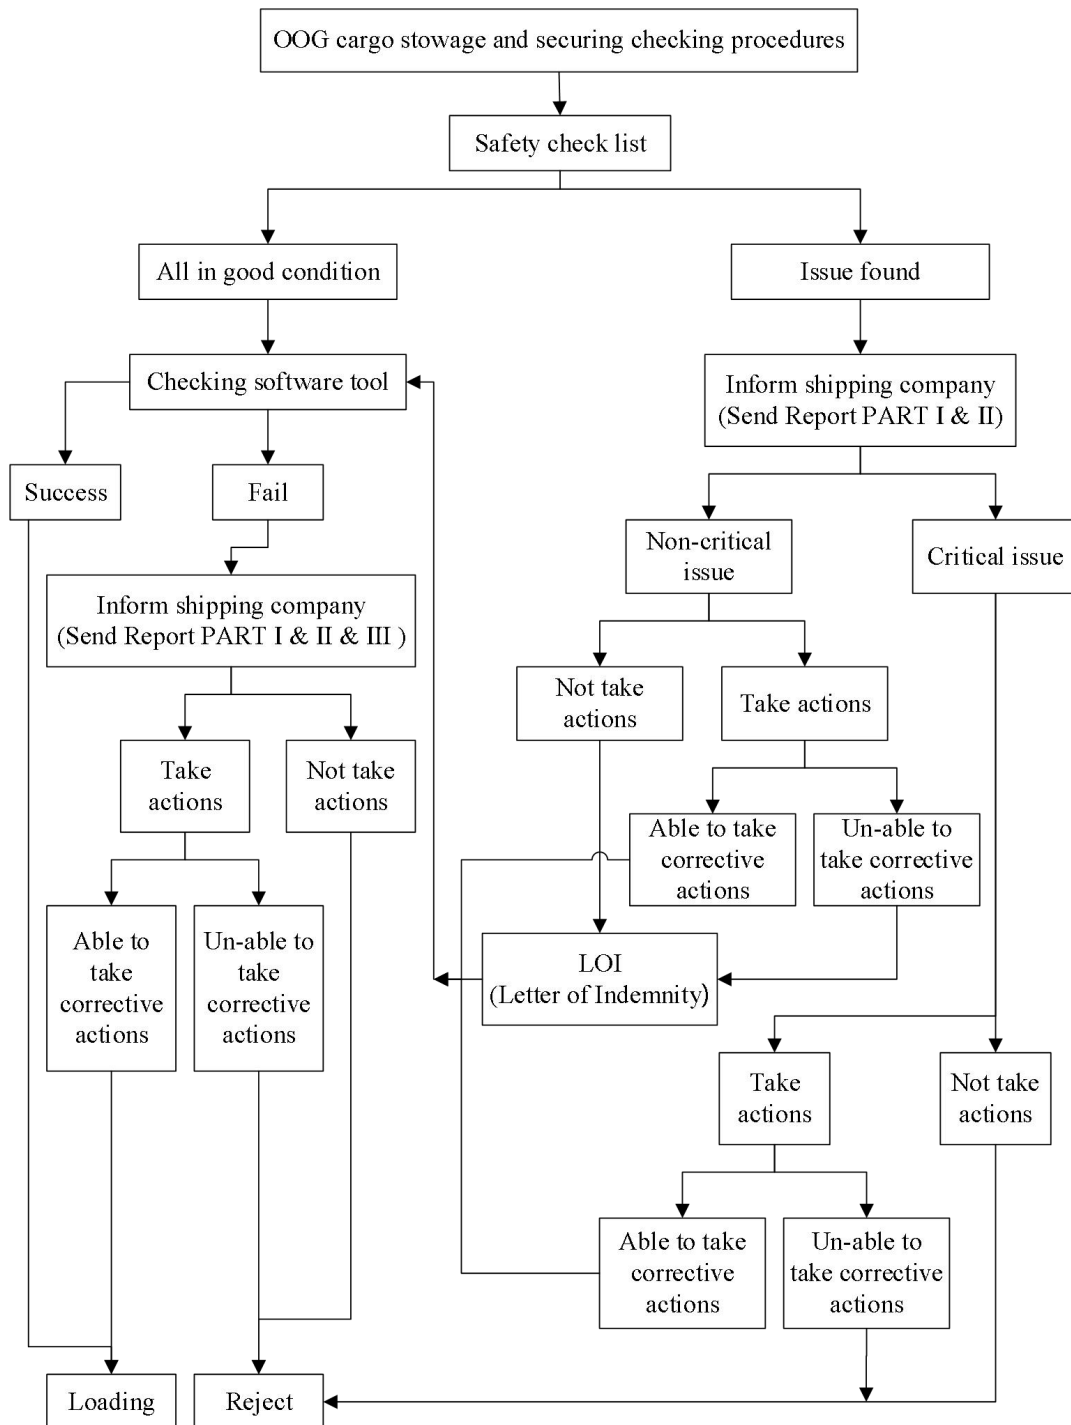 OOG cargo stowage and securing checking procedures
Safety check list
All in good condition
Issue found
Checking software tool
Inform shipping company
(Send Report PART I & II)
Success
Fail
Non-critical
issue
Critical issue
Inform shipping company
(Send Report PART I & II & III )
Not take
actions
Take actions
Take
actions
Not take
actions
Able to take
corrective
actions
Un-able to
take corrective
actions
Able to
take
corrective
actions
Un-able to
take
corrective
actions
LOI
(Letter of Indemnity)
Take
actions
Not take
actions
Able to take
corrective
actions
Un-able to
take corrective
actions
Loading
Reject